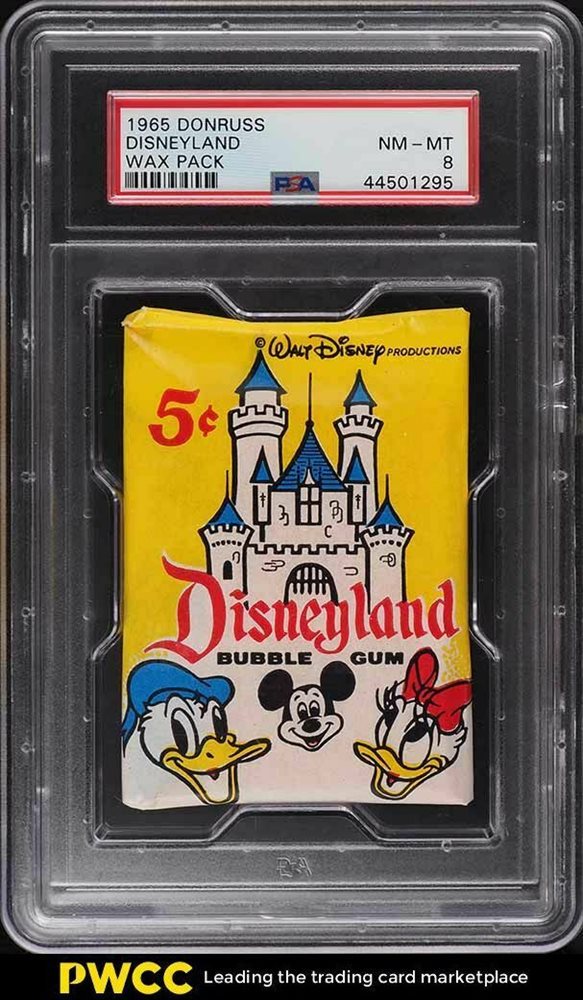 1965 DONRUSS
DISNEYLAND NM - MT
WAX PACK 8
PSA 44501295
© WALT DISNEY PRODUCTIONS
5¢
Disneyland
BUBBLE GUM
PSA
PWCC Leading the trading card marketplace